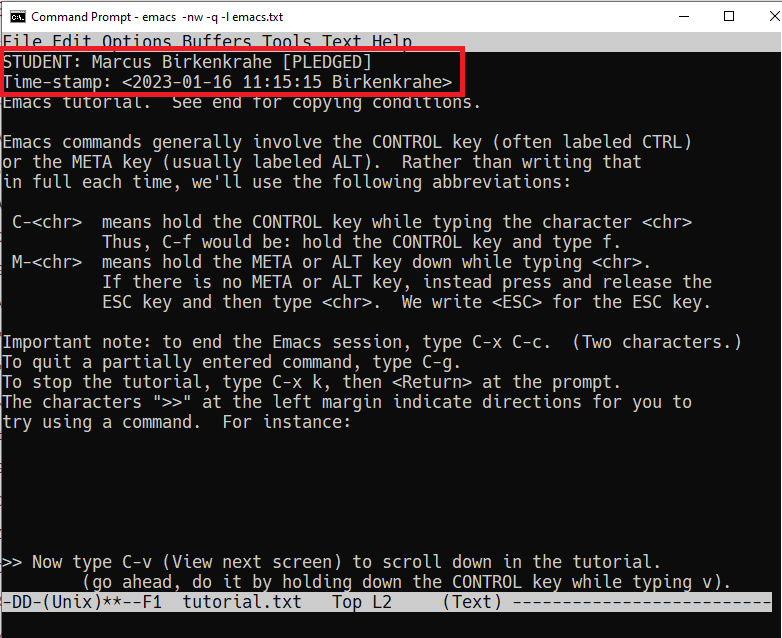 Command Prompt - emacs -nw -q -l emacs.txt
File Edit Options Buffers Tools Text Help
STUDENT: Marcus Birkenkrahe [PLEDGED]
Time-stamp: <2023-01-16 11:15:15 Birkenkrahe>
Emacs tutorial.  See end for copying conditions.

Emacs commands generally involve the CONTROL key (often labeled CTRL)
or the META key (usually labeled ALT).  Rather than writing that
in full each time, we'll use the following abbreviations:

 C-<chr>  means hold the CONTROL key while typing the character <chr>
          Thus, C-f would be: hold the CONTROL key and type f.
 M-<chr>  means hold the META or ALT key down while typing <chr>.
          If there is no META or ALT key, instead press and release the
          ESC key and then type <chr>.  We write <ESC> for the ESC key.

Important note: to end the Emacs session, type C-x C-c.  (Two characters.)
To quit a partially entered command, type C-g.
To stop the tutorial, type C-x k, then <Return> at the prompt.
The characters ">>" at the left margin indicate directions for you to
try using a command.  For instance:

>> Now type C-v (View next screen) to scroll down in the tutorial.
        (go ahead, do it by holding down the CONTROL key while typing v).
-DD-(Unix)**--F1  tutorial.txt   Top L2     (Text) --------------------------